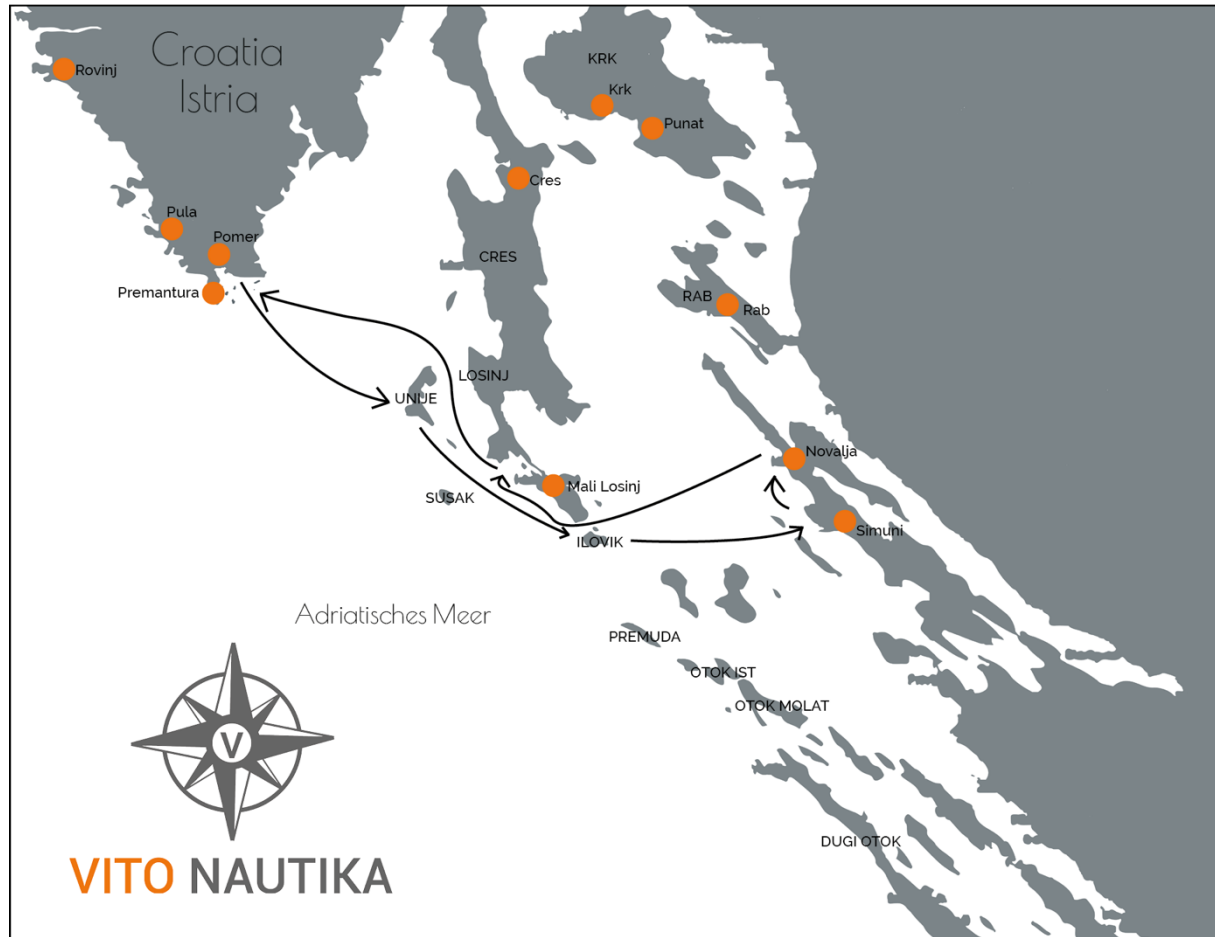 Croatia
Istria
Rovinj
KRK
Krk
Punat
Cres
Pula
Pomer
CRES
Premantura
RAB
Rab
LOSINJ
UNIJE
Novalja
Mali Losinj
SUSAK
Simuni
ILOVIK
Adriatisches Meer
PREMUDA
OTOK IST
OTOK MOLAT
V
DUGI OTOK
VITO NAUTIKA